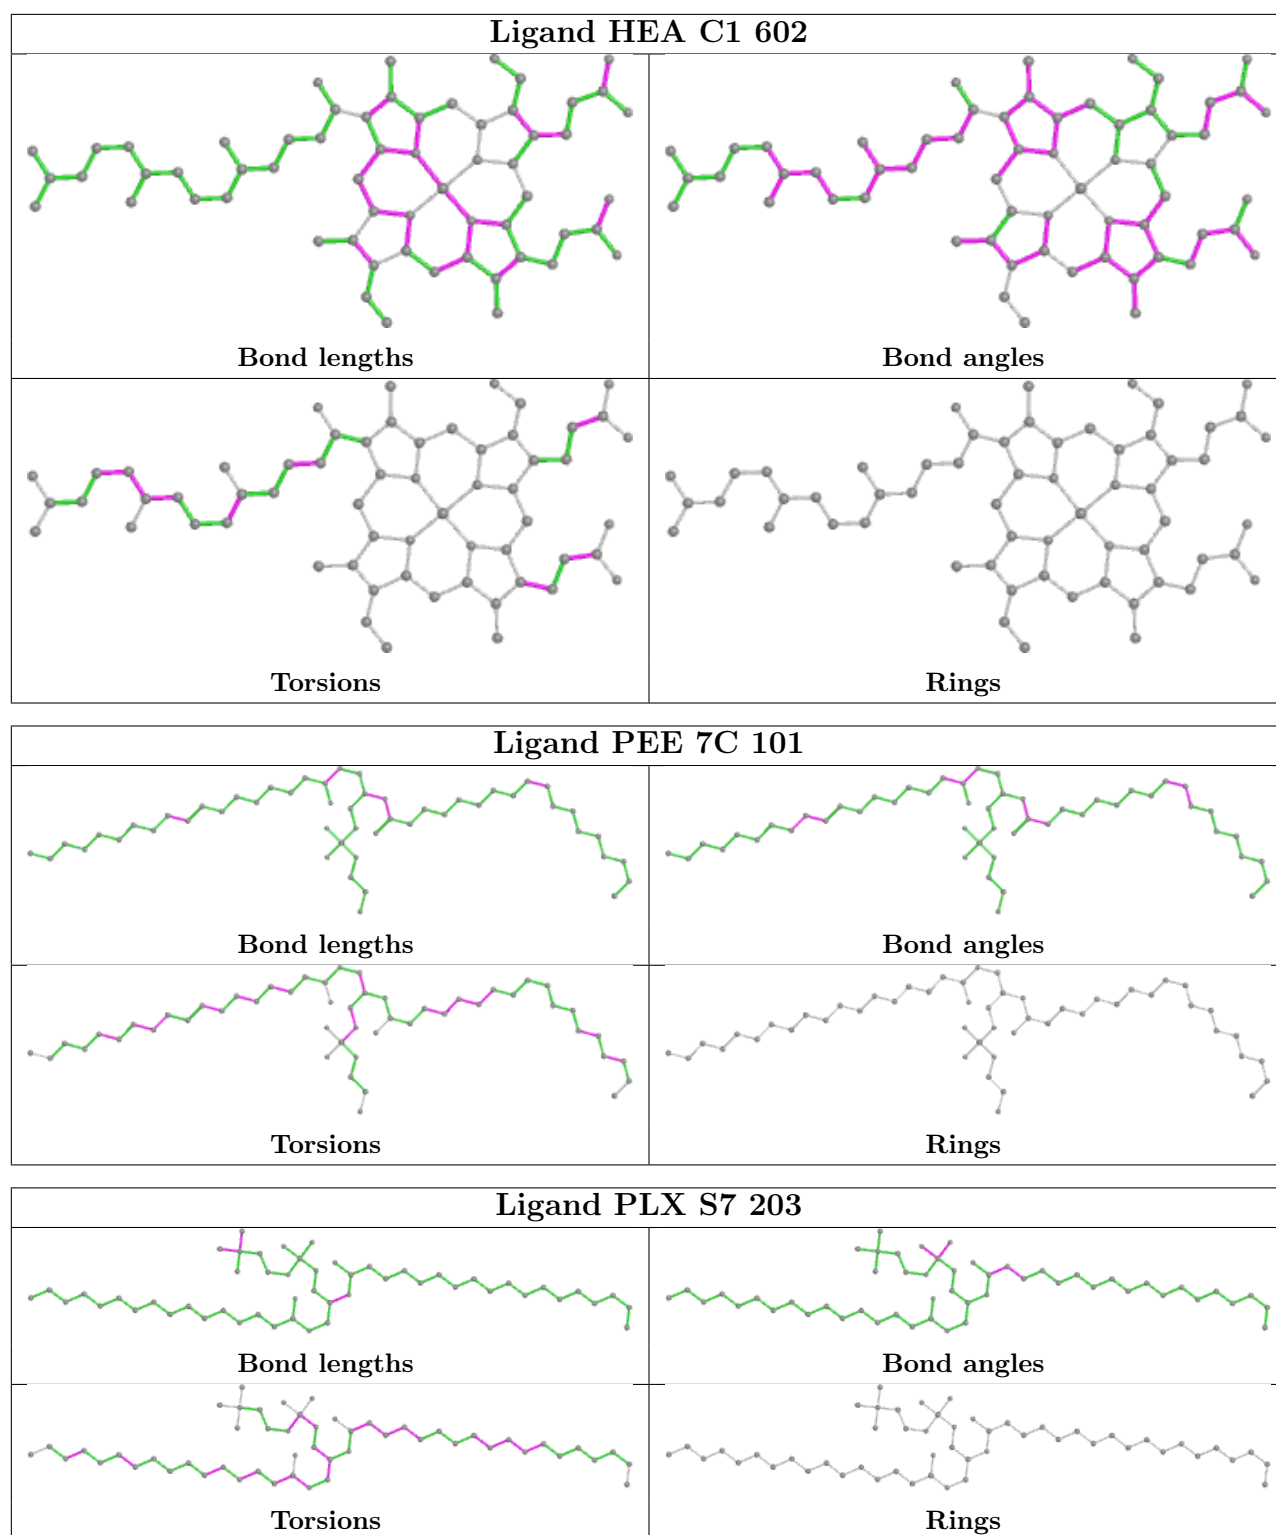 Ligand HEA C1 602
Bond lengths
Bond angles
Torsions
Rings
Ligand PEE 7C 101
Bond lengths
Bond angles
Torsions
Rings
Ligand PLX S7 203
Bond lengths
Bond angles
Torsions
Rings